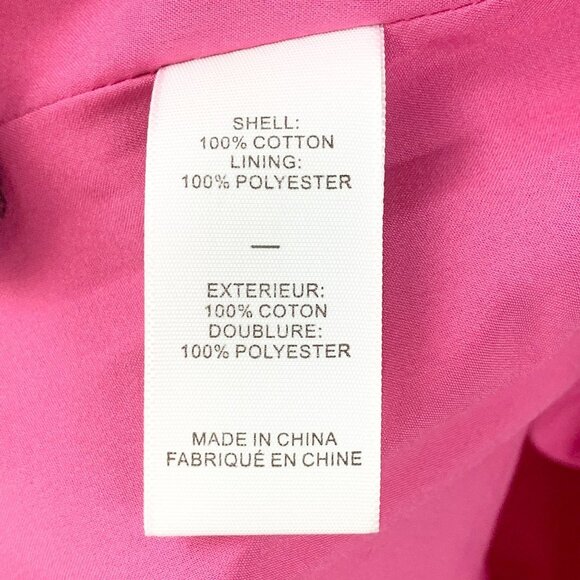 SHELL:
100% COTTON
LINING:
100% POLYESTER
—
EXTERIEUR:
100% COTON
DOUBLURE:
100% POLYESTER
MADE IN CHINA
FABRIQUÉ EN CHINE